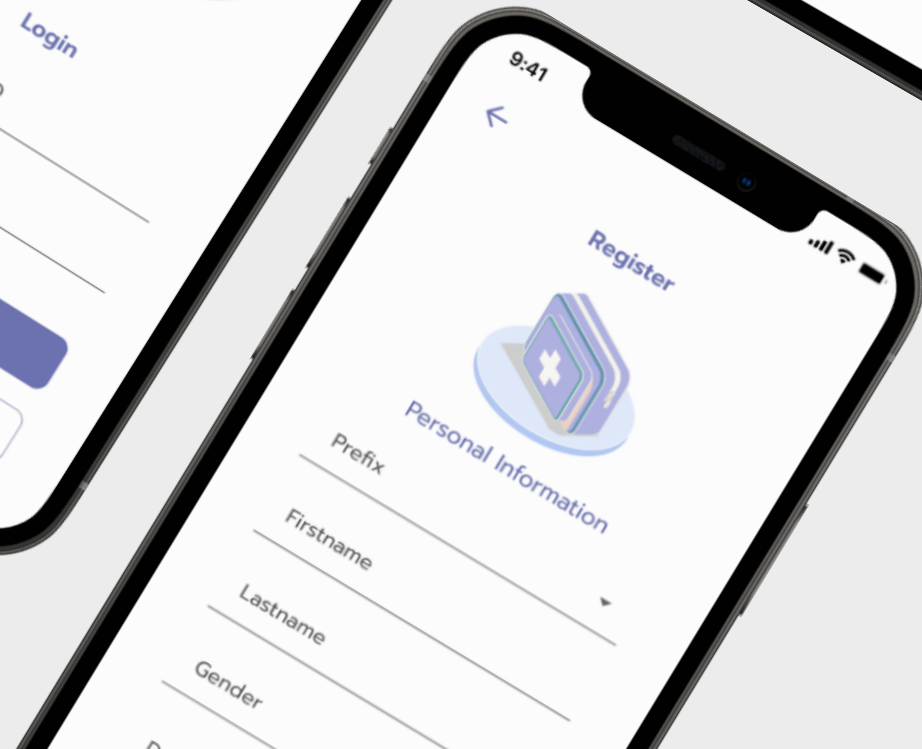 Login
9:41
Register
Personal Information
Prefix
Firstname
Lastname
Gender